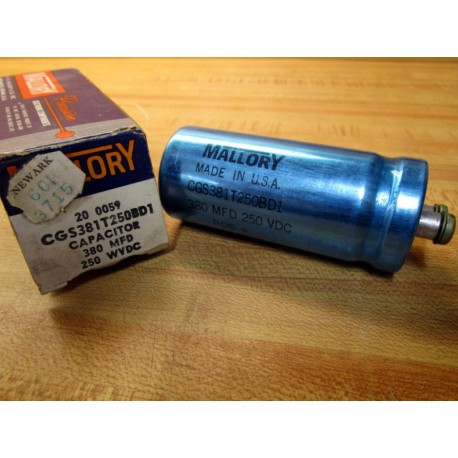 MALLORY
MALLORY
NEWARK
60F
3715
20 0059
CGS381T250BD1
CAPACITOR
380 MFD
250 WVDC
MALLORY
MADE IN U.S.A.
CGS381T250BD1
380 MFD 250 VDC